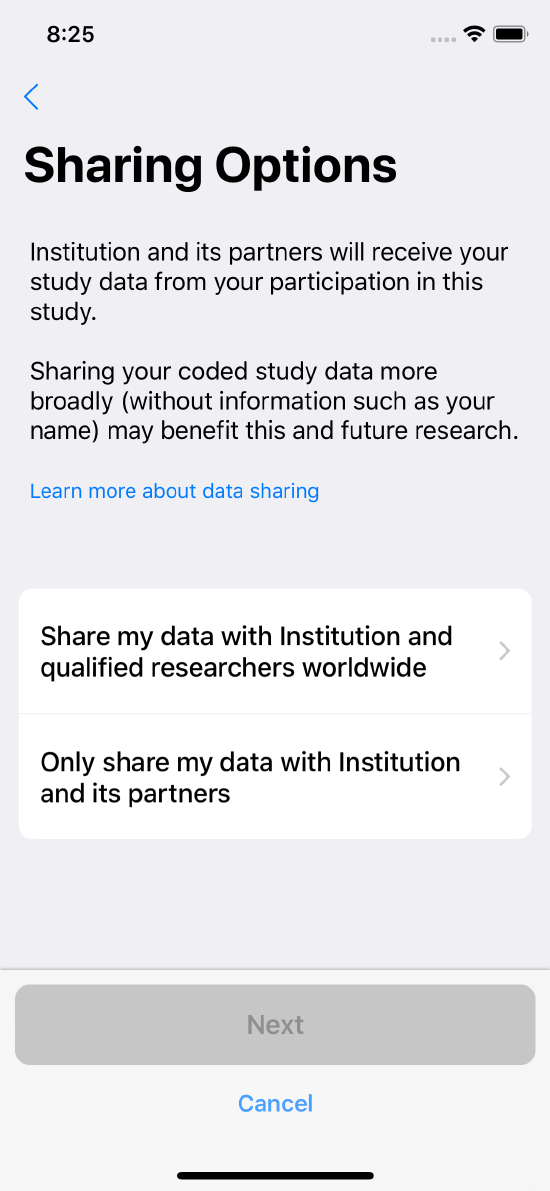 8:25
Sharing Options
Institution and its partners will receive your
study data from your participation in this
study.
Sharing your coded study data more
broadly (without information such as your
name) may benefit this and future research.
Learn more about data sharing
Share my data with Institution and
qualified researchers worldwide
Only share my data with Institution
and its partners
Next
Cancel